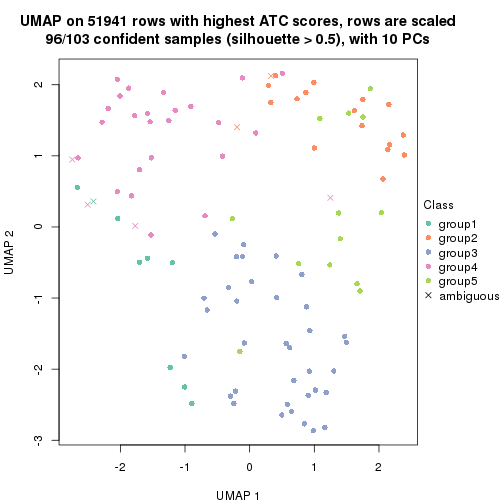 UMAP on 51941 rows with highest ATC scores, rows are scaled
96/103 confident samples (silhouette > 0.5), with 10 PCs
2
1
0
-1
-2
-3
UMAP 2
-2
-1
0
1
2
UMAP 1
Class
group1
group2
group3
group4
group5
ambiguous